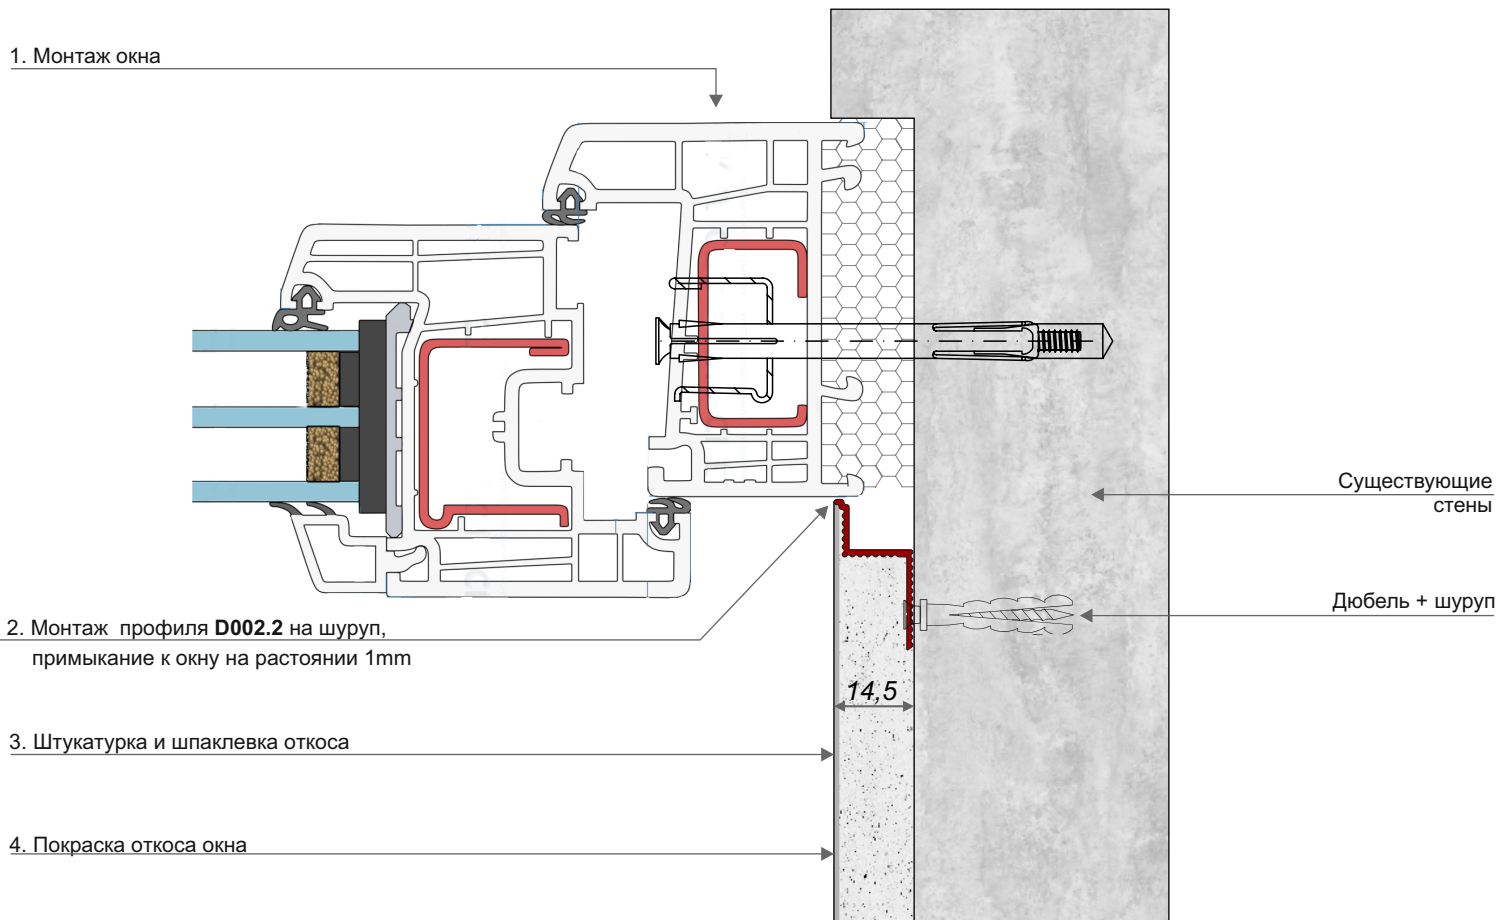 1. Монтаж окна
Существующие
стены
Дюбель + шуруп
2. Монтаж профиля D002.2 на шуруп,
примыкание к окну на растоянии 1mm
14,5
3. Штукатурка и шпаклевка откоса
4. Покраска откоса окна